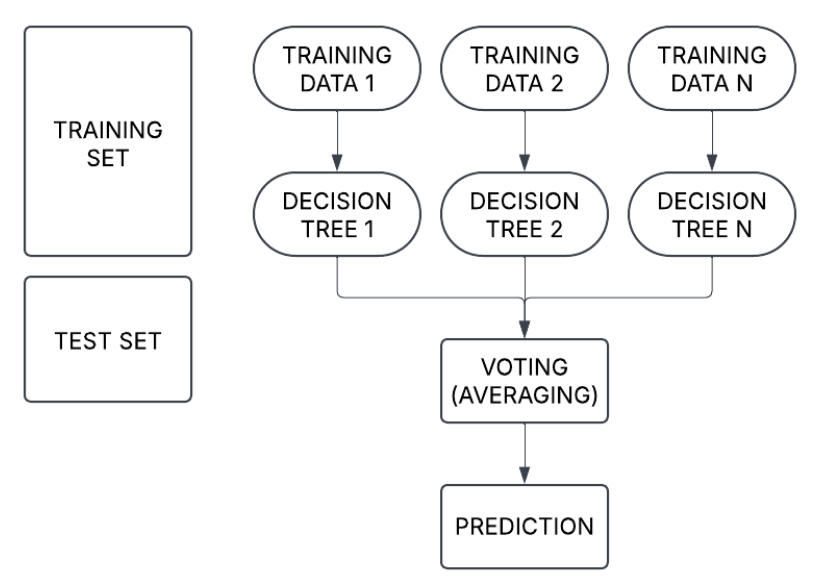 TRAINING
SET
TEST SET
TRAINING
DATA 1
TRAINING
DATA 2
TRAINING
DATA N
DECISION
TREE 1
DECISION
TREE 2
DECISION
TREE N
VOTING
(AVERAGING)
PREDICTION